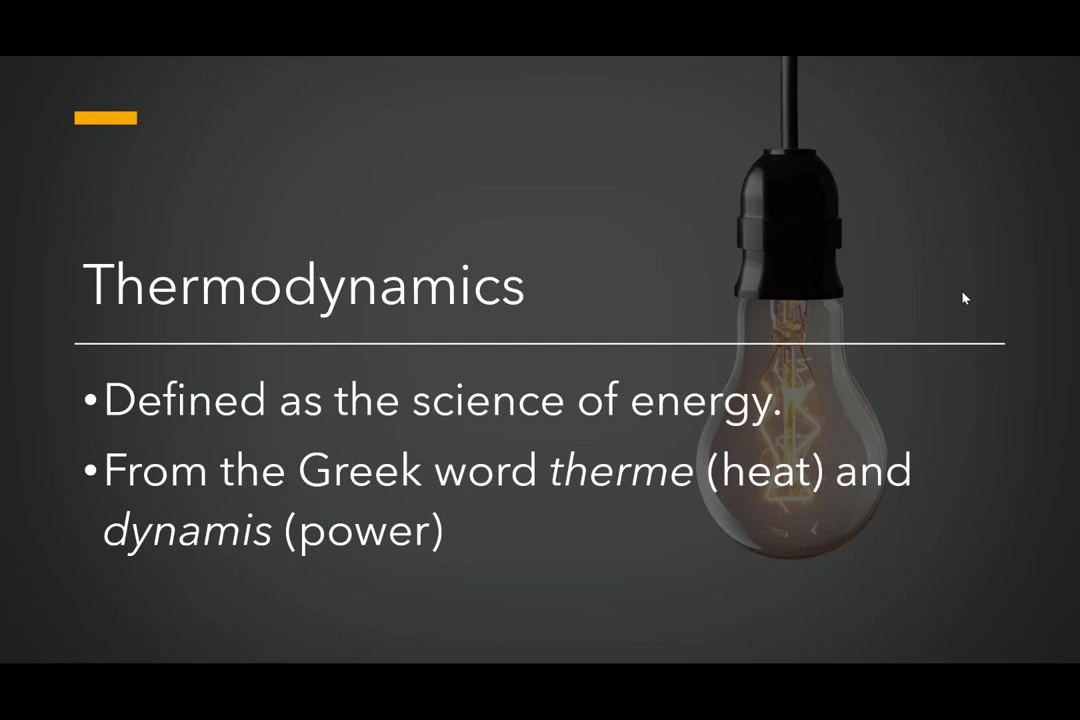 Thermodynamics
•Defined as the science of energy.
•From the Greek word therme (heat) and
dynamis (power)